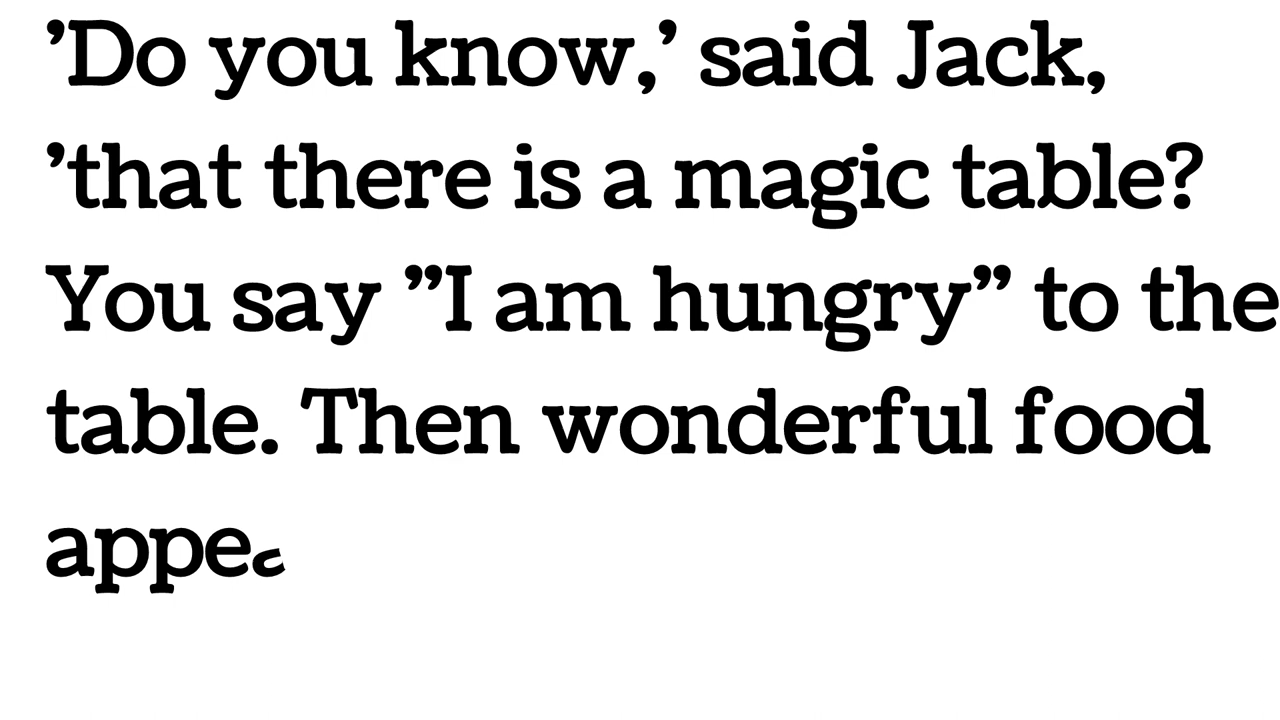 ’Do you know,’ said Jack,
’that there is a magic table?
You say ”I am hungry” to the
table. Then wonderful food
appea